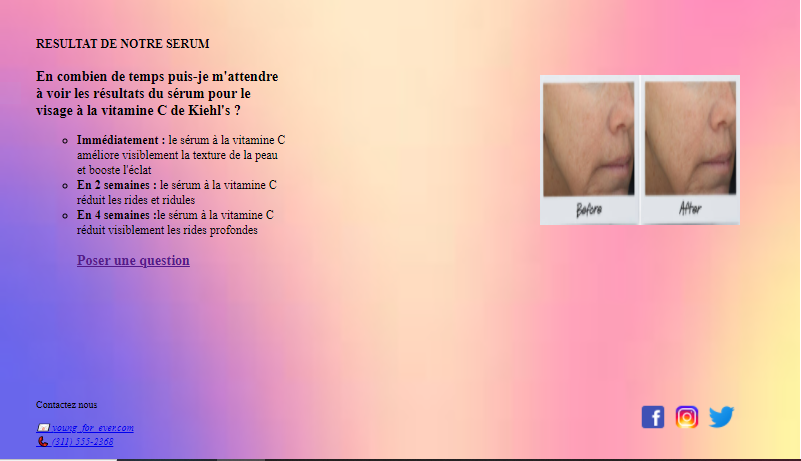 RESULTAT DE NOTRE SERUM
En combien de temps puis-je m'attendre
à voir les résultats du sérum pour le
visage à la vitamine C de Kiehl's ?
Immédiatement : le sérum à la vitamine C
améliore visiblement la texture de la peau
et booste l'éclat
En 2 semaines : le sérum à la vitamine C
réduit les rides et ridules
En 4 semaines :le sérum à la vitamine C
réduit visiblement les rides profondes
Poser une question
Before
After
Contactez nous
young_for_ever.com
(311) 555-2368